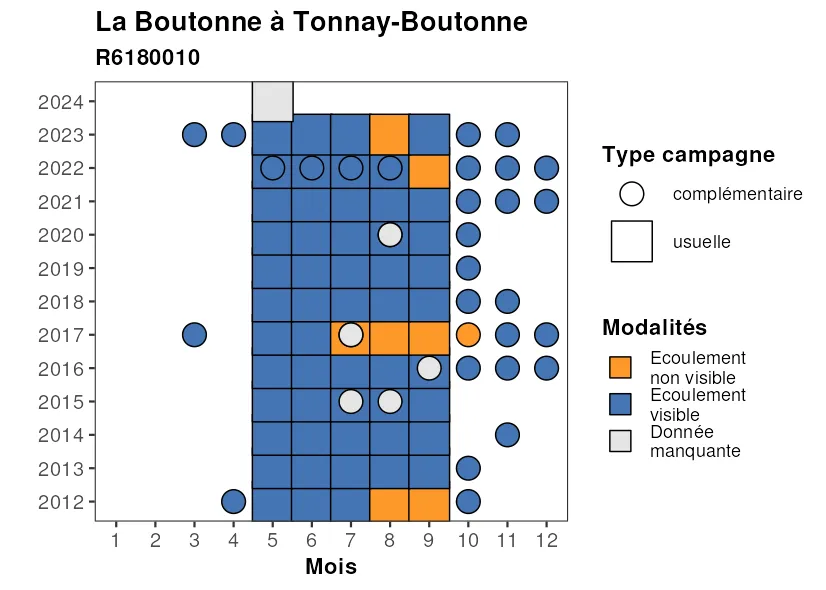 La Boutonne à Tonnay-Boutonne
R6180010
2024
2023
2022
2021
2020
2019
2018
2017
2016
2015
2014
2013
2012
1 2 3 4 5 6 7 8 9 10 11 12
Mois
Type campagne
complémentaire
usuelle
Modalités
Ecoulement
non visible
Ecoulement
visible
Donnée
manquante